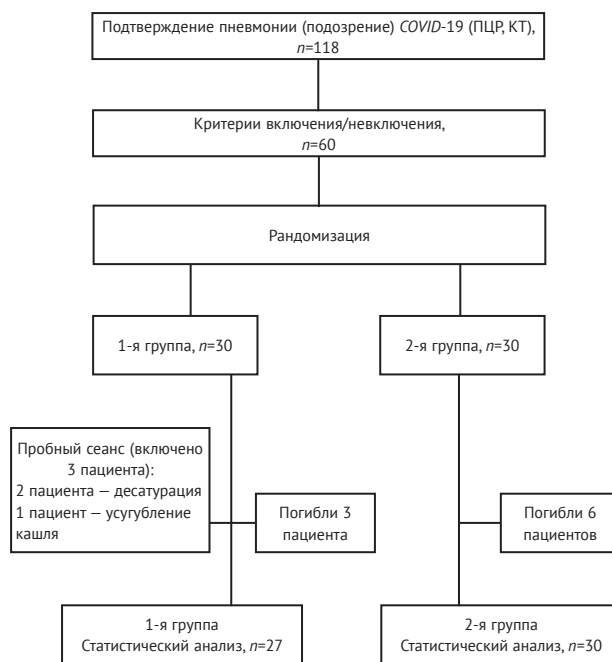 Подтверждение пневмонии (подозрение) COVID-19 (ПЦР, КТ),
n=118
Критерии включения/невключения,
n=60
Рандомизация
1-я группа, n=30
2-я группа, n=30
Пробный сеанс (включено
3 пациента):
2 пациента — десатурация
1 пациент — усугубление
кашля
Погибли 3
пациента
Погибли 6
пациентов
1-я группа
Статистический анализ, n=27
2-я группа
Статистический анализ, n=30